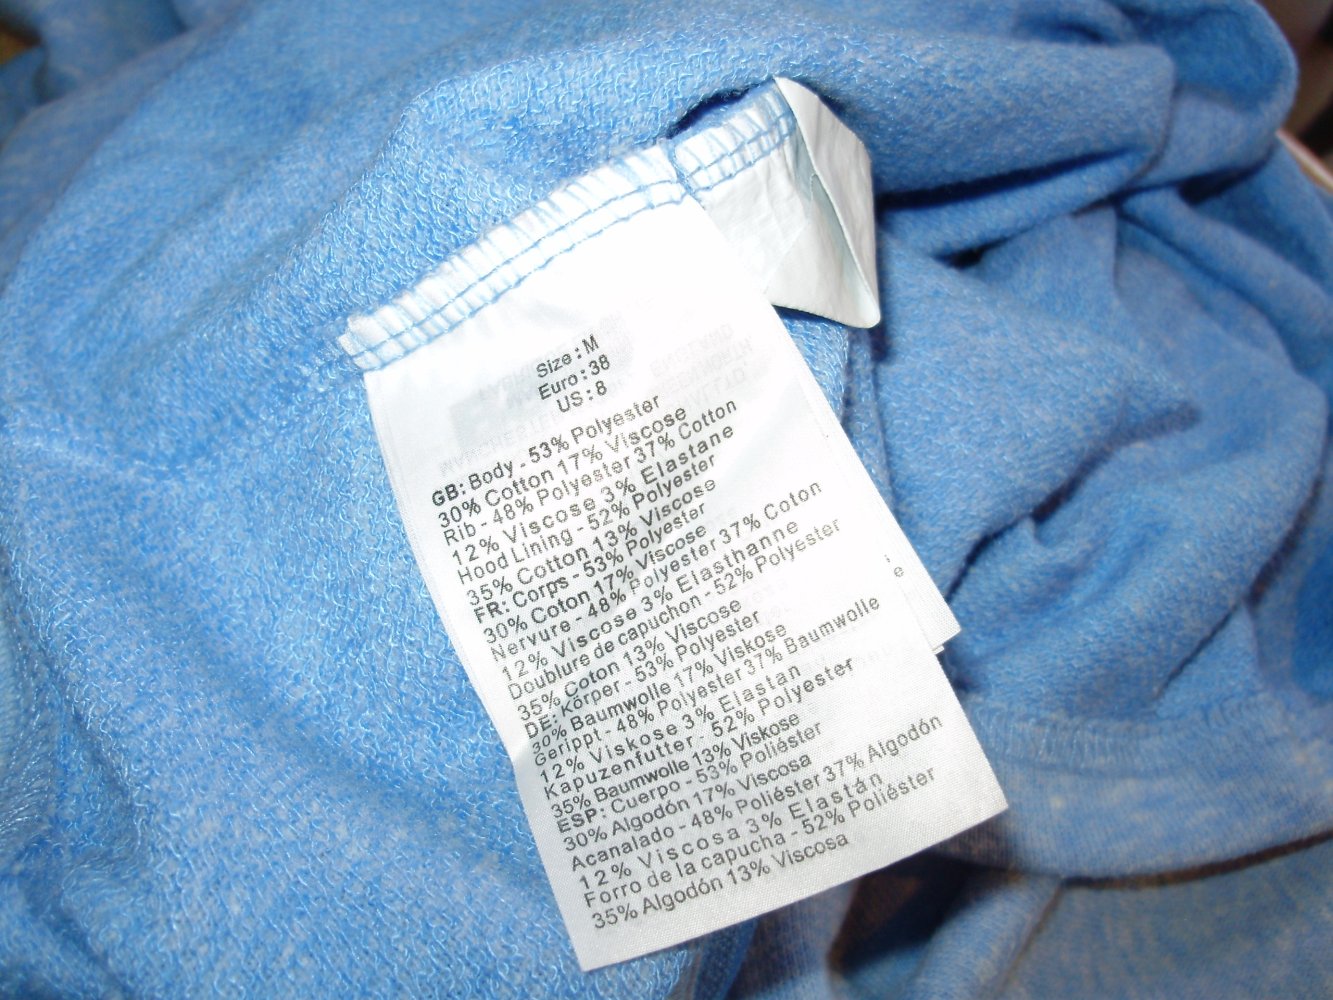 Size : M
Euro : 38
US : 8
GB: Body - 53% Polyester
30% Cotton 17% Viscose
Rib - 48% Polyester 37% Cotton
12% Viscose 3% Elastane
Hood Lining - 52% Polyester
35% Cotton 13% Viscose
FR: Corps - 53% Polyester
30% Coton 17% Viscose
Nervure - 48% Polyester 37% Coton
12% Viscose 3% Elasthanne
Doublure de capuchon - 52% Polyester
35% Coton 13% Viscose
DE: Körper - 53% Polyester
30% Baumwolle 17% Viskose
Gerippt - 48% Polyester 37% Baumwolle
12% Viskose 3% Elastan
Kapuzenfutter - 52% Polyester
35% Baumwolle 13% Viskose
ESP: Cuerpo - 53% Poliéster
30% Algodón 17% Viscosa
Acanalado - 48% Poliéster 37% Algodón
12% Viscosa 3% Elastán
Forro de la capucha - 52% Poliéster
35% Algodón 13% Viscosa